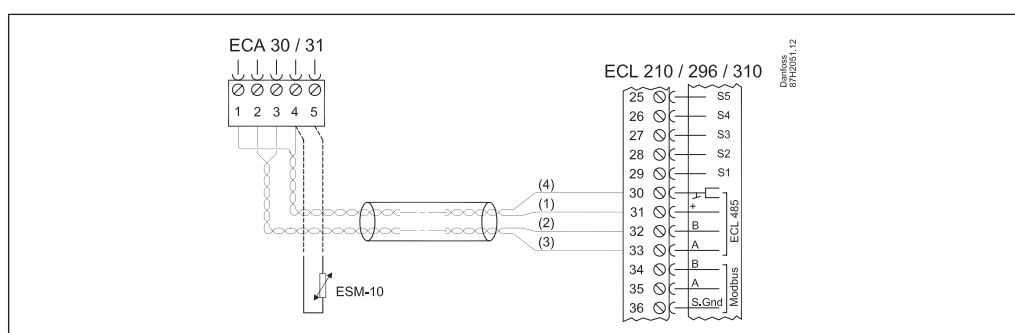 ECA 30 / 31
1 2 3 4 5
ESM-10
(4)
(1)
(2)
(3)
Danfoss
87H2051.12
ECL 210 / 296 / 310
25 S5
26 S4
27 S3
28 S2
29 S1
30
31 +
32 B
33 A
ECL 485
34 B
35 A
36 S.Gnd
Modbus